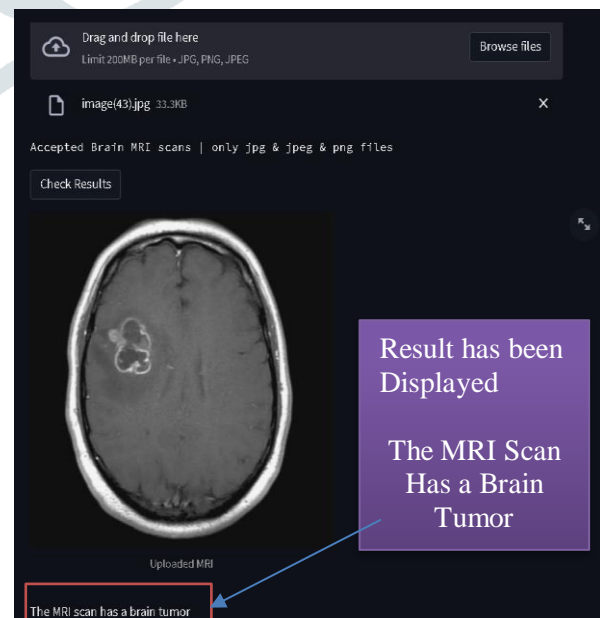 Drag and drop file here
Limit 200MB per file • JPG, PNG, JPEG
Browse files
image(43).jpg 33.3KB
X
Accepted Brain MRI scans | only jpg & jpeg & png files
Check Results
Result has been
Displayed
The MRI Scan
Has a Brain
Tumor
Uploaded MRI
The MRI scan has a brain tumor